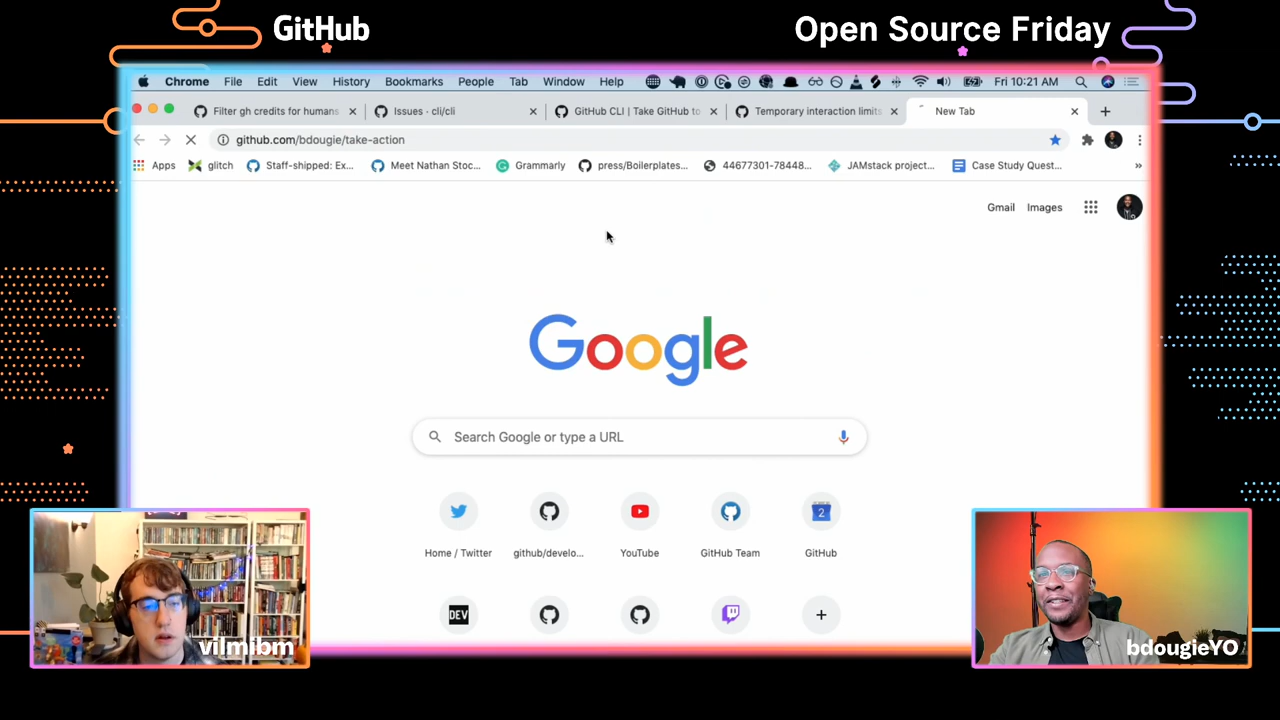 GitHub
Open Source Friday
Chrome File Edit View History Bookmarks People Tab Window Help Fri 10:21 AM
Filter gh credits for humans
Issues · cli/cli
GitHub CLI | Take GitHub to
Temporary interaction limits
New Tab
github.com/bdougie/take-action
Apps glitch Staff-shipped: Ex... Meet Nathan Stoc... Grammarly press/Boilerplates... 44677301-78448... JAMstack project... Case Study Quest... »
Gmail Images
Google
Search Google or type a URL
2
Home / Twitter github/develo... YouTube GitHub Team GitHub
DEV
vilmibm
bdougieYO